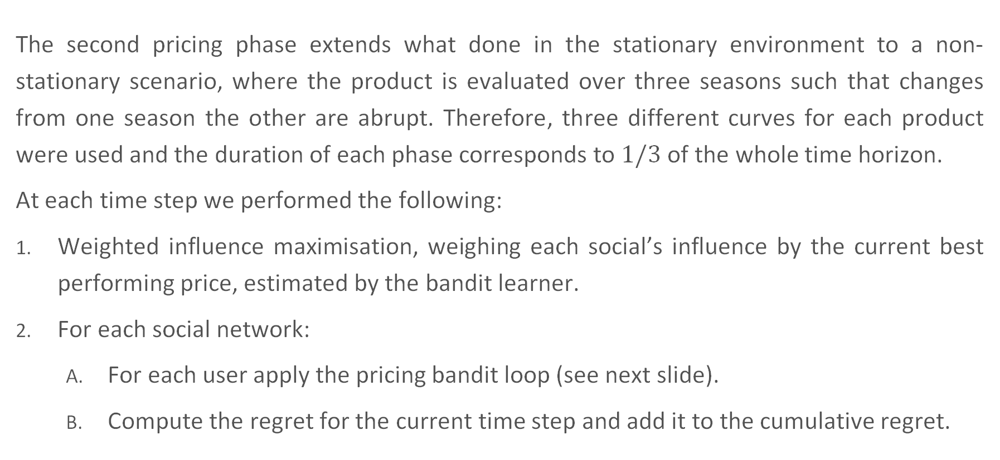 The second pricing phase extends what done in the stationary environment to a non-
stationary scenario, where the product is evaluated over three seasons such that changes
from one season the other are abrupt. Therefore, three different curves for each product
were used and the duration of each phase corresponds to 1/3 of the whole time horizon.
At each time step we performed the following:
1. Weighted influence maximisation, weighing each social’s influence by the current best
performing price, estimated by the bandit learner.
2. For each social network:
A. For each user apply the pricing bandit loop (see next slide).
B. Compute the regret for the current time step and add it to the cumulative regret.